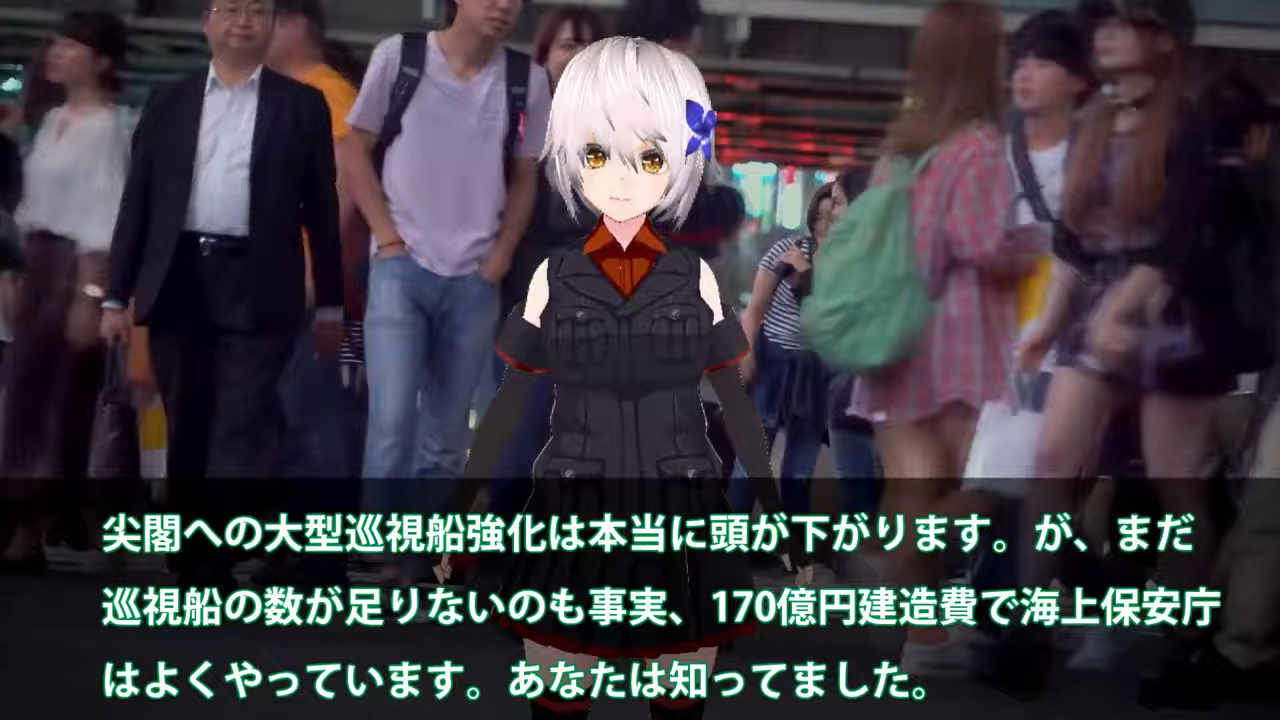 尖閣への大型巡視船強化は本当に頭が下がります。が、まだ
巡視船の数が足りないのも事実、170億円建造費で海上保安庁
はよくやっています。あなたは知ってました。